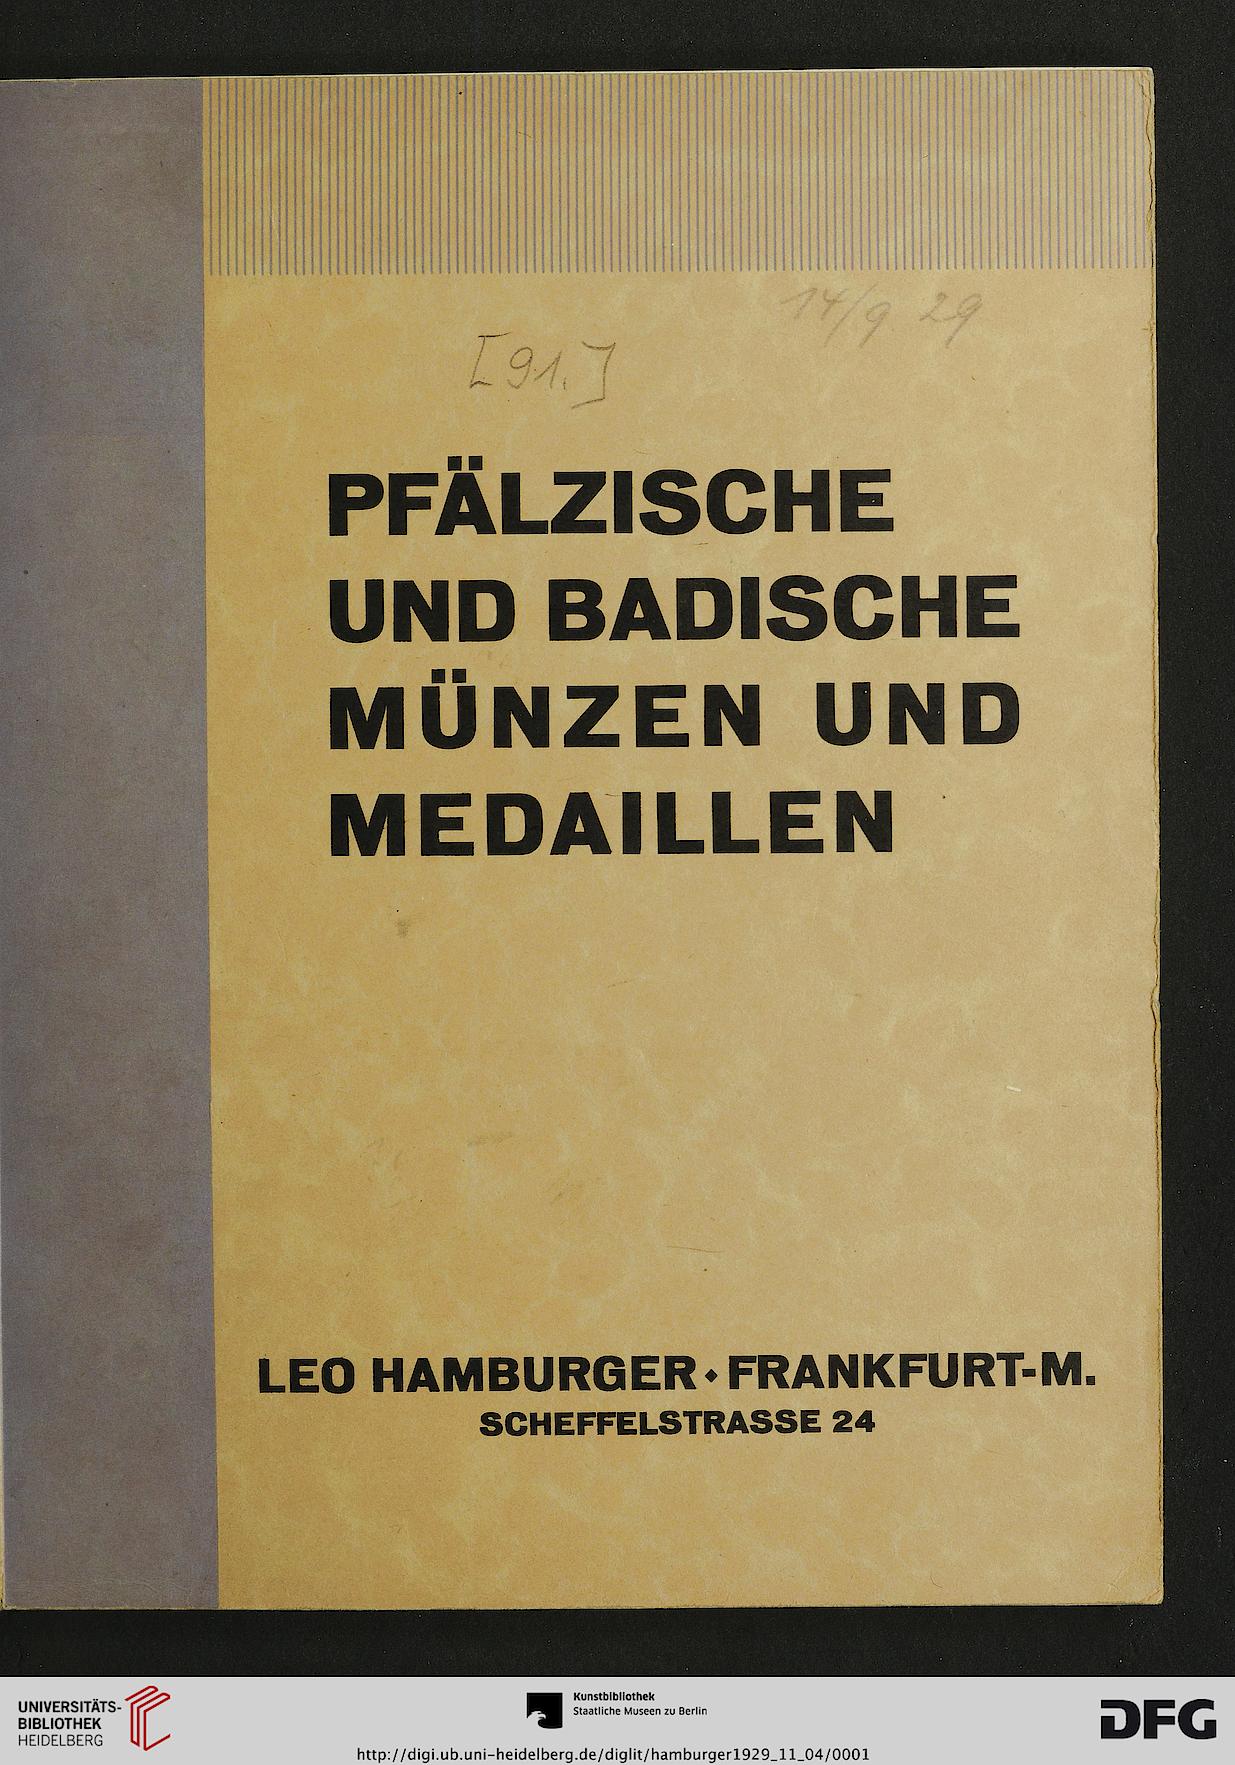 14/9 29
[91.]
PFÄLZISCHE
UND BADISCHE
MÜNZEN UND
MEDAILLEN
LEO HAMBURGER • FRANKFURT-M.
SCHEFFELSTRASSE 24
UNIVERSITÄTS-
BIBLIOTHEK
HEIDELBERG
Kunstbibliothek
Staatliche Museen zu Berlin
DFG
http://digi.ub.uni-heidelberg.de/diglit/hamburger1929_11_04/0001